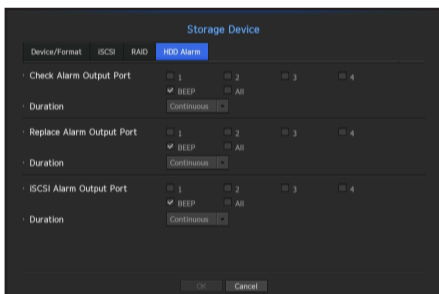 Storage Device
Device/Format iSCSI RAID HDD Alarm
· Check Alarm Output Port 1 2 3 4
BEEP All
· Duration Continuous
· Replace Alarm Output Port 1 2 3 4
BEEP All
· Duration Continuous
· iSCSI Alarm Output Port 1 2 3 4
BEEP All
· Duration Continuous
OK Cancel